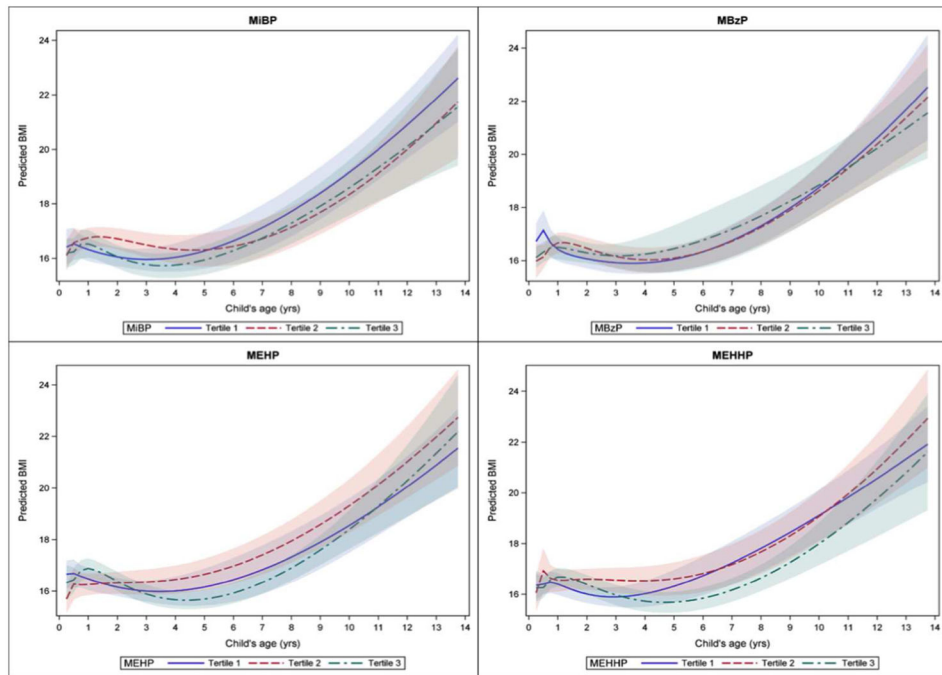 MiBP
Predicted BMI
24
22
20
18
16
0 1 2 3 4 5 6 7 8 9 10 11 12 13 14
Child's age (yrs)
MiBP Tertile 1 Tertile 2 Tertile 3
MBzP
Predicted BMI
24
22
20
18
16
0 1 2 3 4 5 6 7 8 9 10 11 12 13 14
Child's age (yrs)
MBzP Tertile 1 Tertile 2 Tertile 3
MEHP
Predicted BMI
24
22
20
18
16
0 1 2 3 4 5 6 7 8 9 10 11 12 13 14
Child's age (yrs)
MEHP Tertile 1 Tertile 2 Tertile 3
MEHHP
Predicted BMI
24
22
20
18
16
0 1 2 3 4 5 6 7 8 9 10 11 12 13 14
Child's age (yrs)
MEHHP Tertile 1 Tertile 2 Tertile 3